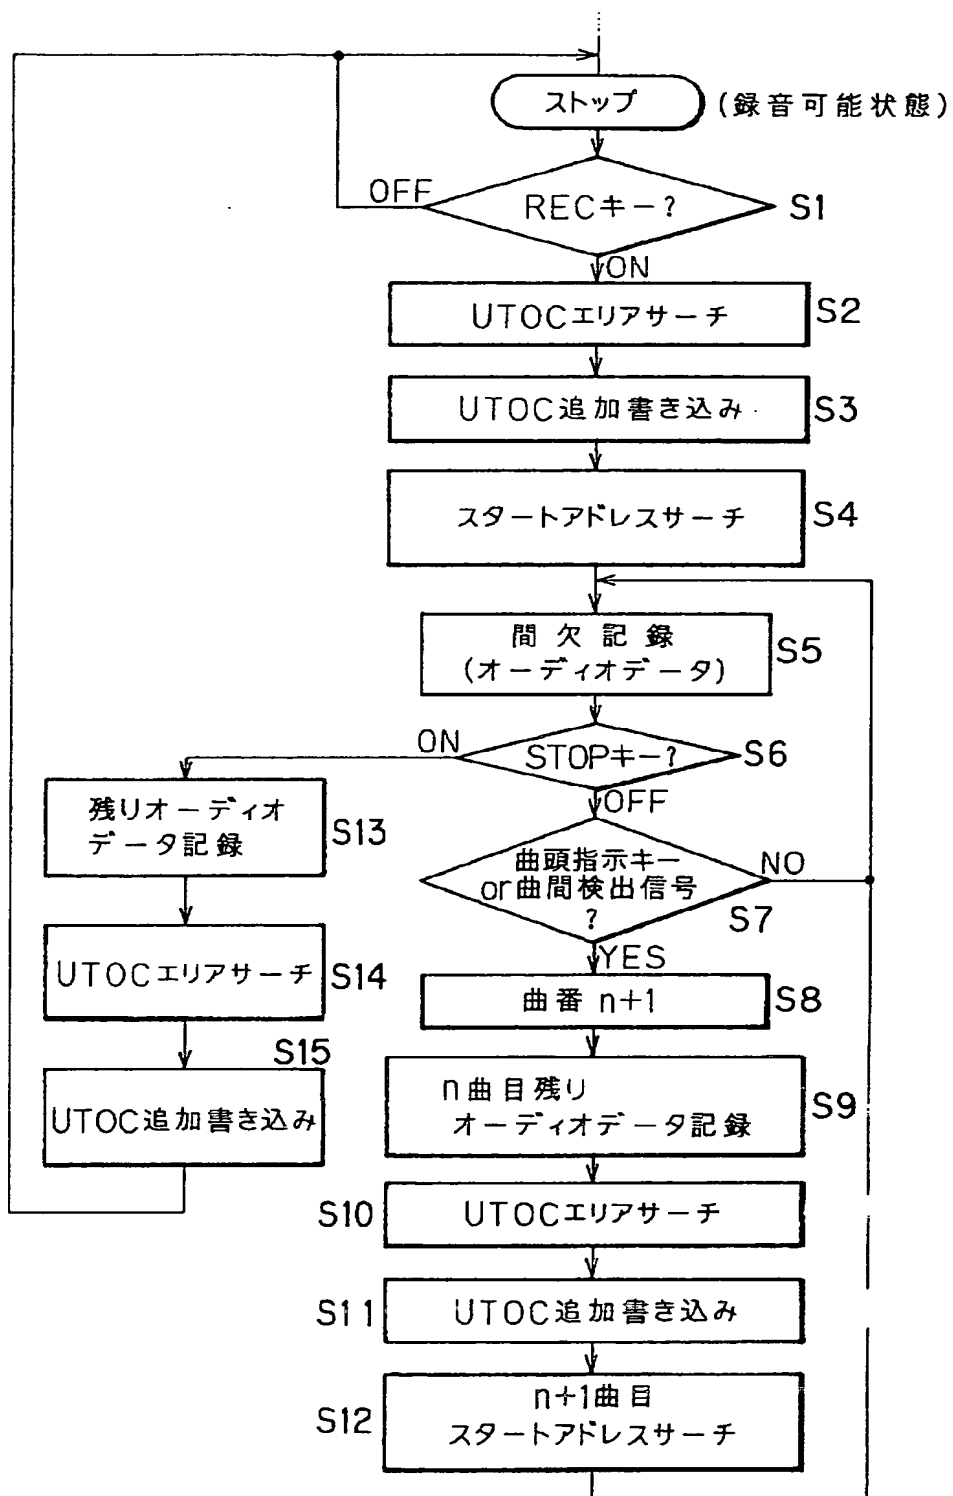 ストップ
(録音可能状態)
OFF
RECキー?
S1
ON
UTOCエリアサーチ
S2
UTOC追加書き込み
S3
スタートアドレスサーチ
S4
間欠記録
(オーディオデータ)
S5
ON
STOPキー?
S6
OFF
残りオーディオ
データ記録
S13
曲頭指示キー
or曲間検出信号
?
NO
S7
YES
UTOCエリアサーチ
S14
曲番 n+1
S8
S15
UTOC追加書き込み
n曲目残り
オーディオデータ記録
S9
S10
UTOCエリアサーチ
S11
UTOC追加書き込み
S12
n+1曲目
スタートアドレスサーチ